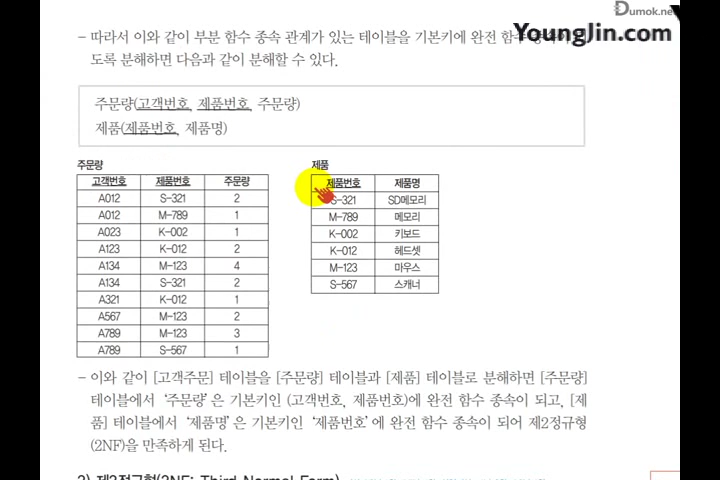 Dumok.ne
YoungJin.com
- 따라서 이와 같이 부분 함수 종속 관계가 있는 테이블을 기본키에 완전 함수
도록 분해하면 다음과 같이 분해할 수 있다.
주문량(고객번호, 제품번호, 주문량)
제품(제품번호, 제품명)
주문량
고객번호 제품번호 주문량
A012 S-321 2
A012 M-789 1
A023 K-002 1
A123 K-012 2
A134 M-123 4
A134 S-321 2
A321 K-012 1
A567 M-123 2
A789 M-123 3
A789 S-567 1
제품
제품번호 제품명
S-321 SD메모리
M-789 메모리
K-002 키보드
K-012 헤드셋
M-123 마우스
S-567 스캐너
- 이와 같이 [고객주문] 테이블을 [주문량] 테이블과 [제품] 테이블로 분해하면 [주문량]
테이블에서 ‘주문량’은 기본키인 (고객번호, 제품번호)에 완전 함수 종속이 되고, [제
품] 테이블에서 ‘제품명’은 기본키인 ‘제품번호’에 완전 함수 종속이 되어 제2정규형
(2NF)을 만족하게 된다.